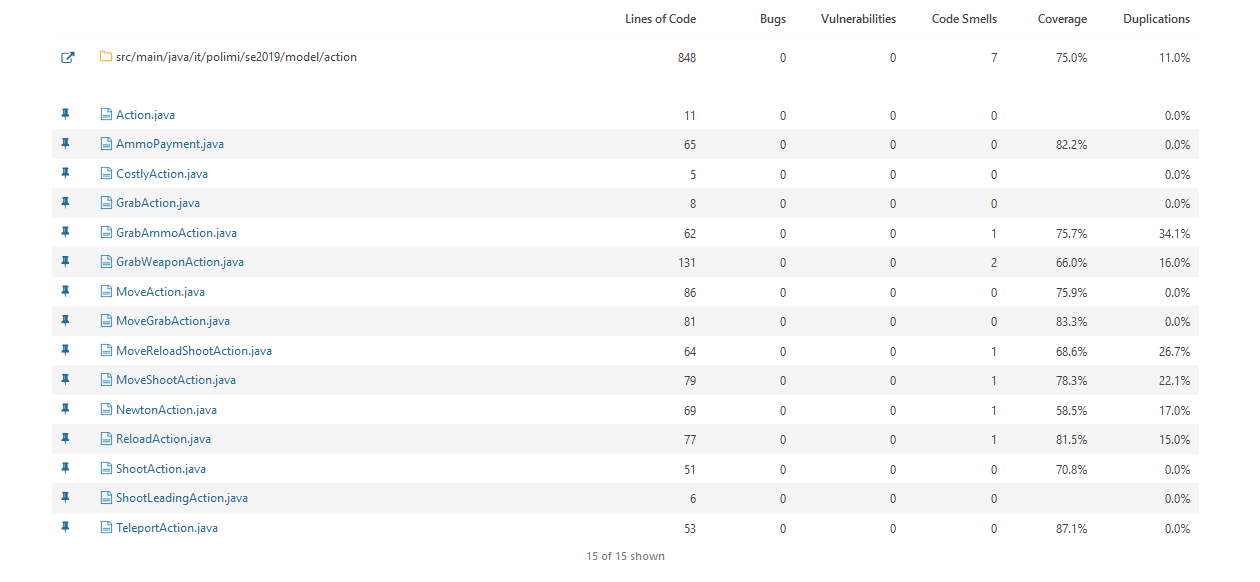 Lines of Code Bugs Vulnerabilities Code Smells Coverage Duplications
src/main/java/it/polimi/se2019/model/action 848 0 0 7 75.0% 11.0%
Action.java 11 0 0 0 0.0%
AmmoPayment.java 65 0 0 0 82.2% 0.0%
CostlyAction.java 5 0 0 0 0.0%
GrabAction.java 8 0 0 0 0.0%
GrabAmmoAction.java 62 0 0 1 75.7% 34.1%
GrabWeaponAction.java 131 0 0 2 66.0% 16.0%
MoveAction.java 86 0 0 0 75.9% 0.0%
MoveGrabAction.java 81 0 0 0 83.3% 0.0%
MoveReloadShootAction.java 64 0 0 1 68.6% 26.7%
MoveShootAction.java 79 0 0 1 78.3% 22.1%
NewtonAction.java 69 0 0 1 58.5% 17.0%
ReloadAction.java 77 0 0 1 81.5% 15.0%
ShootAction.java 51 0 0 0 70.8% 0.0%
ShootLeadingAction.java 6 0 0 0 0.0%
TeleportAction.java 53 0 0 0 87.1% 0.0%
15 of 15 shown